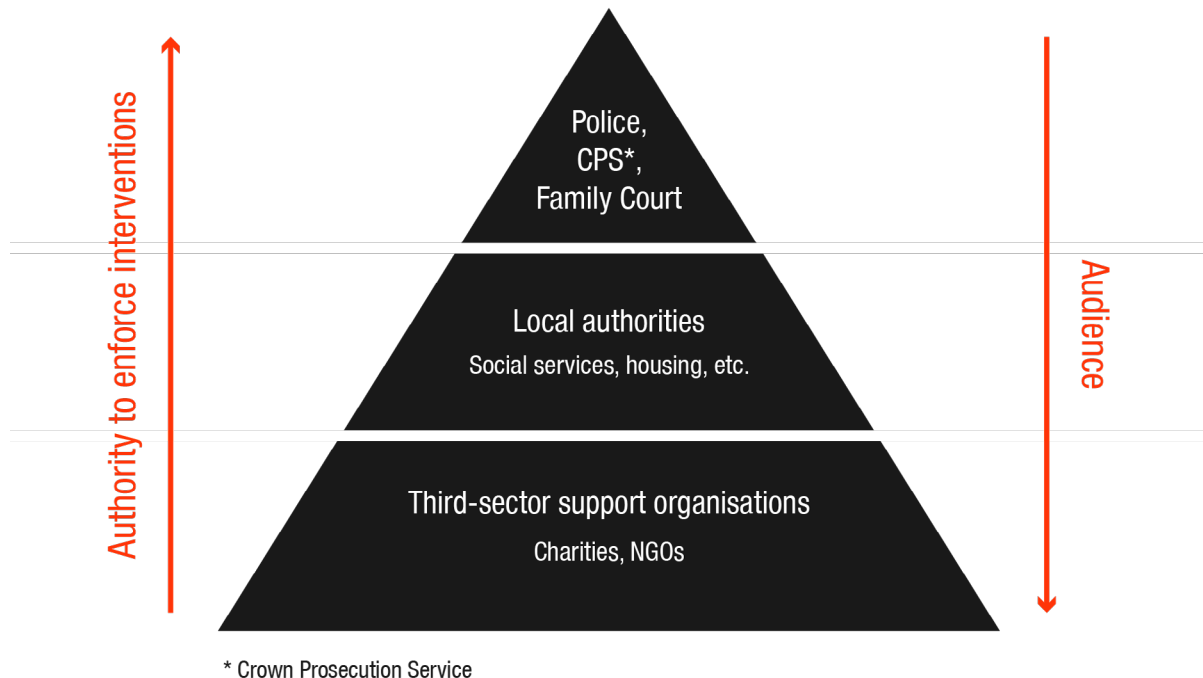 Authority to enforce interventions
Police,
CPS*,
Family Court
Local authorities
Social services, housing, etc.
Third-sector support organisations
Charities, NGOs
Audience
* Crown Prosecution Service